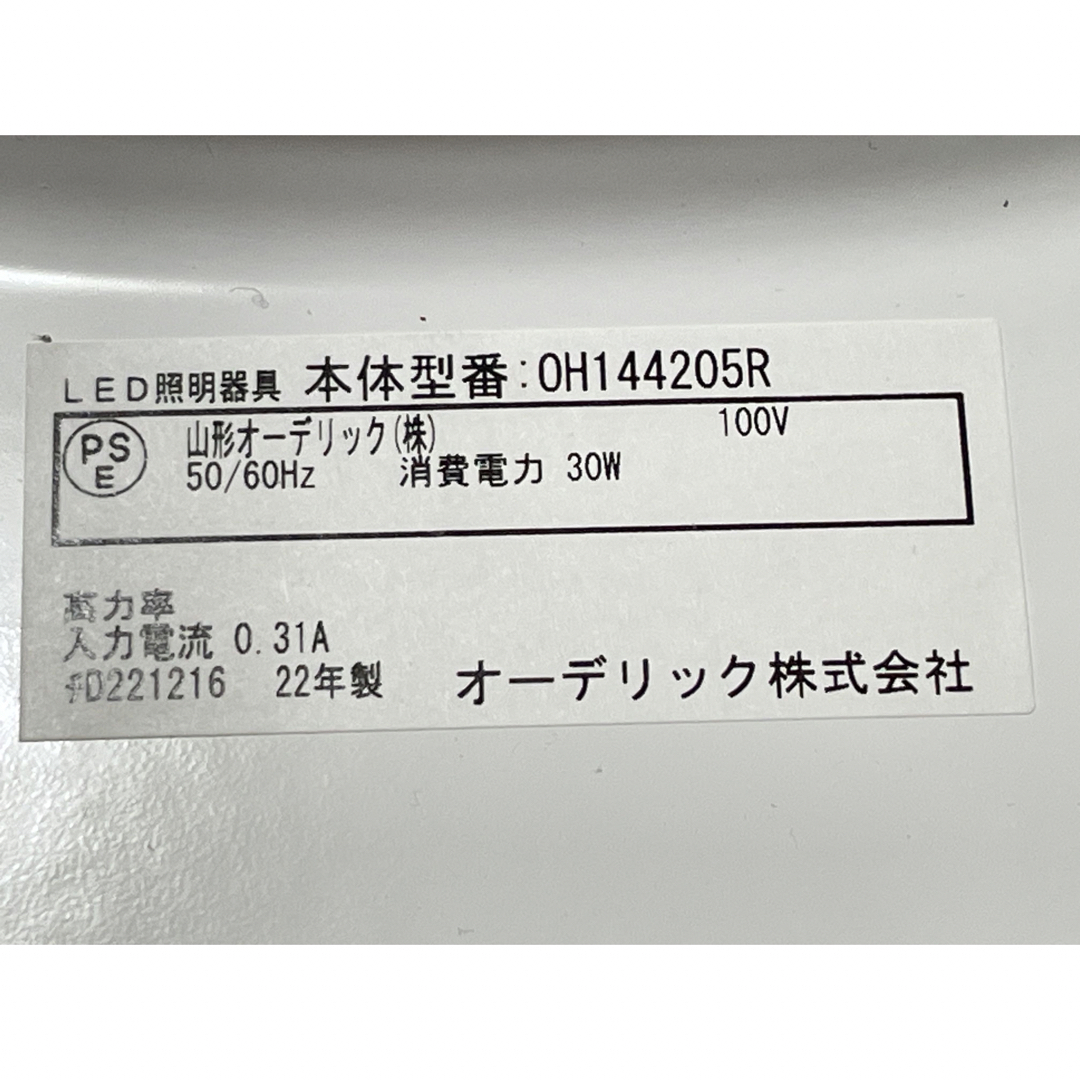 LED照明器具 本体型番:OH144205R
PS
E
山形オーデリック(株) 100V
50/60Hz 消費電力 30W
高力率
入力電流 0.31A
D221216 22年製
オーデリック株式会社